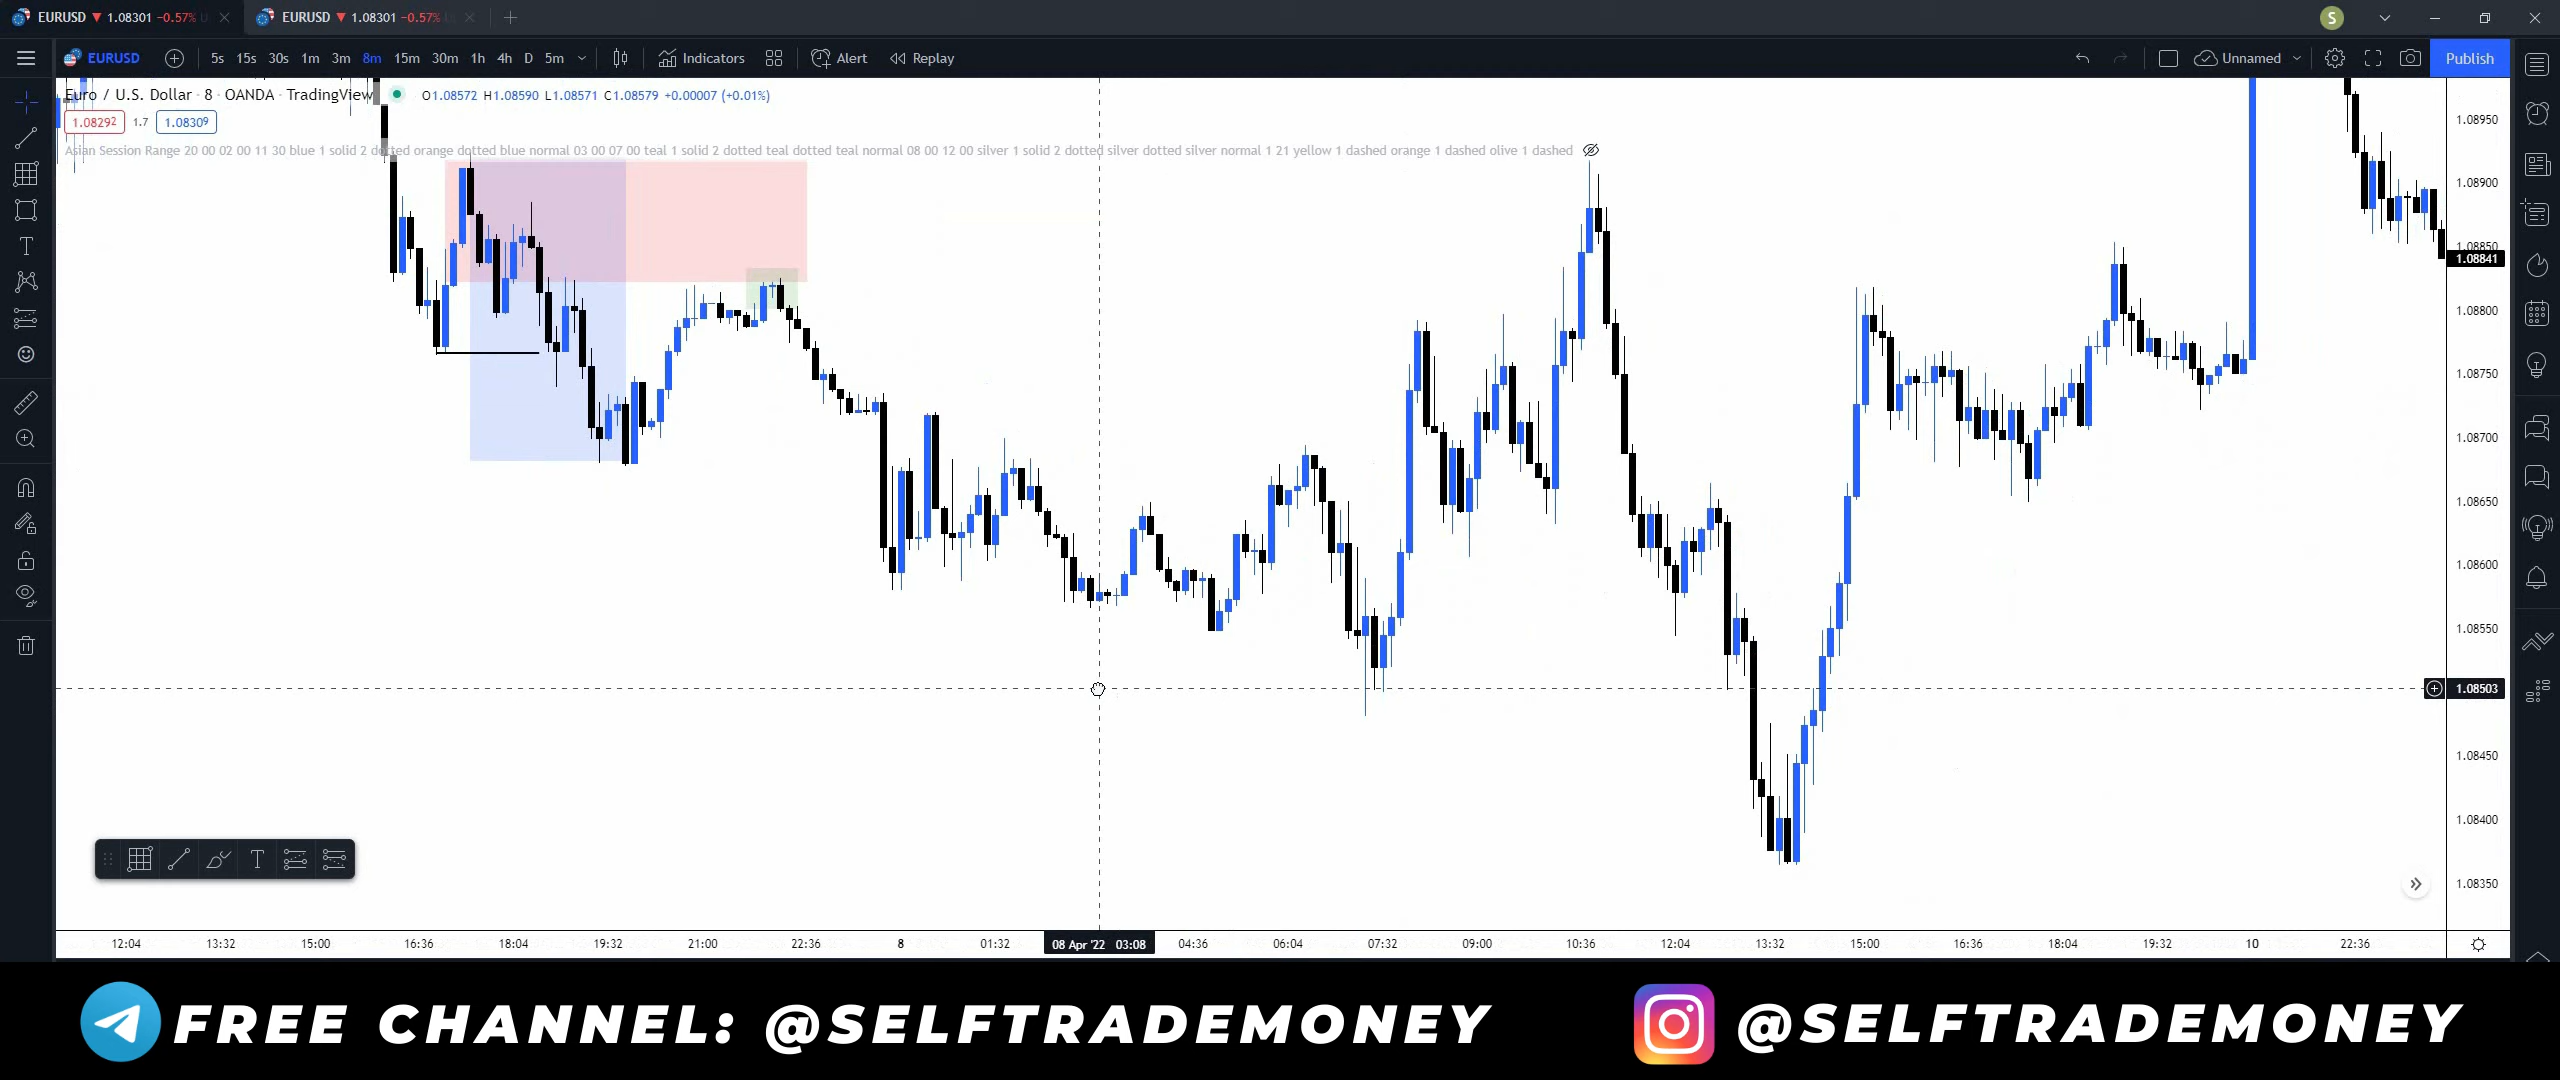 EURUSD ▼ 1.08301 −0.57%
EURUSD ▼ 1.08301 −0.57%
S
EURUSD 5s 15s 30s 1m 3m 8m 15m 30m 1h 4h D 5m Indicators Alert Replay Unnamed Publish
Euro / U.S. Dollar · 8 · OANDA · TradingView O1.08572 H1.08590 L1.08571 C1.08579 +0.00007 (+0.01%)
1.08292 1.7 1.08309
Asian Session Range 20 00 02 00 11 30 blue 1 solid 2 dotted orange dotted blue normal 03 00 07 00 teal 1 solid 2 dotted teal dotted teal normal 08 00 12 00 silver 1 solid 2 dotted silver dotted silver normal 1 21 yellow 1 dashed orange 1 dashed olive 1 dashed
1.08950
1.08900
1.08850
1.08841
1.08800
1.08750
1.08700
1.08650
1.08600
1.08550
1.08503
1.08450
1.08400
1.08350
12:04 13:32 15:00 16:36 18:04 19:32 21:00 22:36 8 01:32 08 Apr '22 03:08 04:36 06:04 07:32 09:00 10:36 12:04 13:32 15:00 16:36 18:04 19:32 10 22:36
FREE CHANNEL: @SELFTRADEMONEY @SELFTRADEMONEY